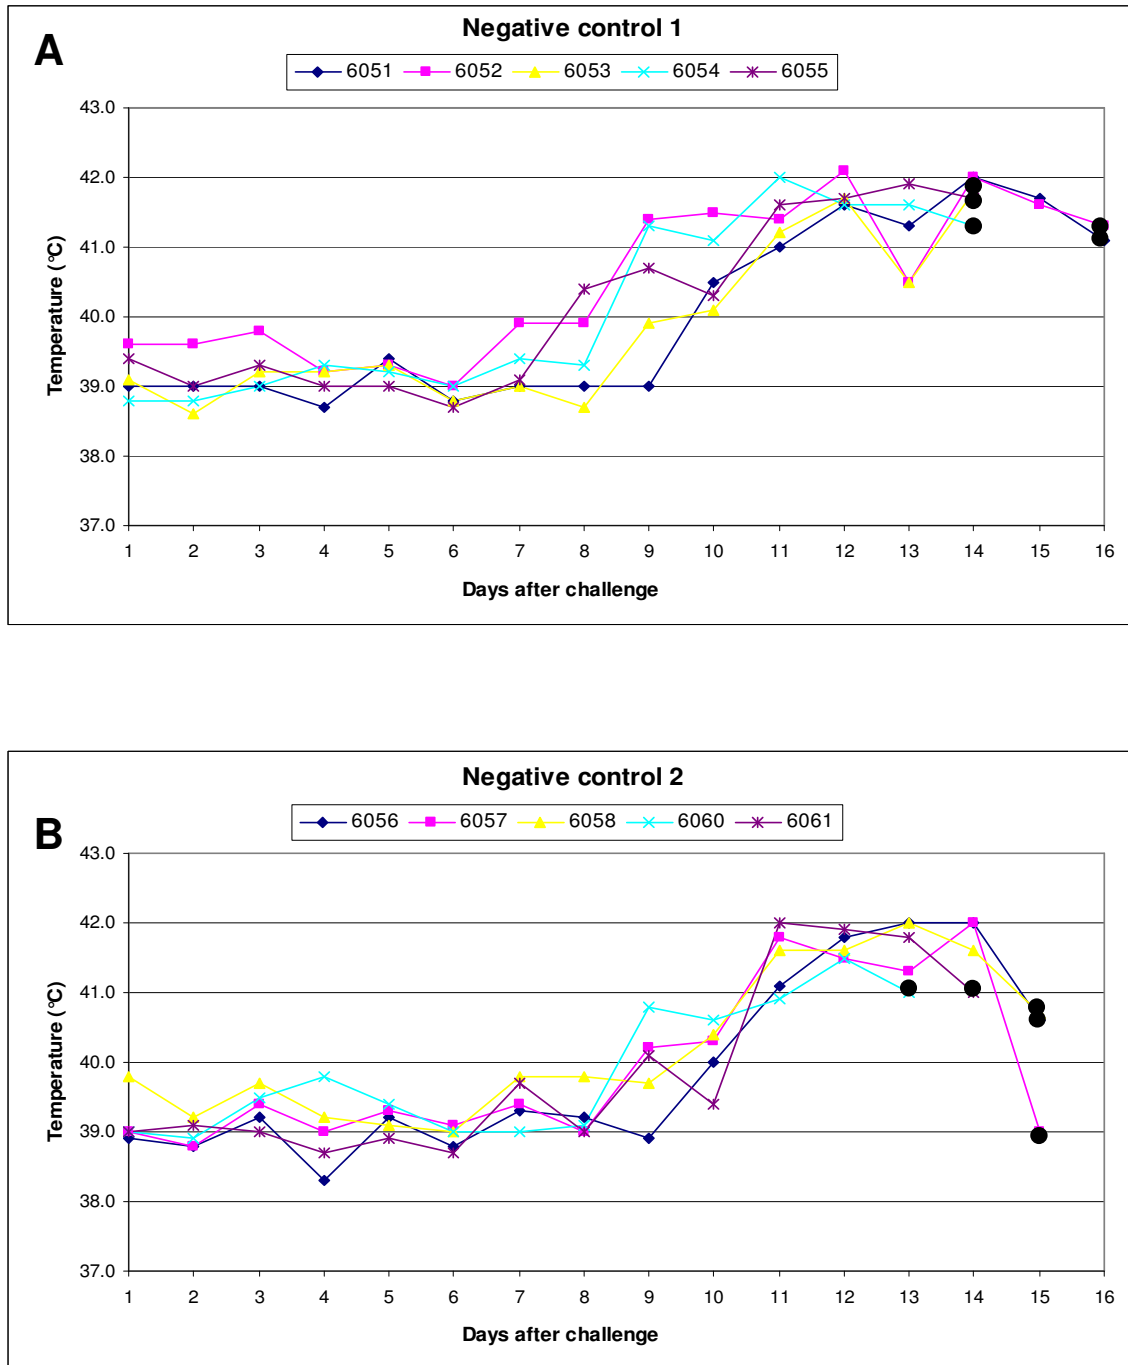 Negative control 1
A
6051 6052 6053 6054 6055
43.0
42.0
41.0
40.0
39.0
38.0
37.0
Temperature (°C)
1 2 3 4 5 6 7 8 9 10 11 12 13 14 15 16
Days after challenge
Negative control 2
B
6056 6057 6058 6060 6061
43.0
42.0
41.0
40.0
39.0
38.0
37.0
Temperature (°C)
1 2 3 4 5 6 7 8 9 10 11 12 13 14 15 16
Days after challenge